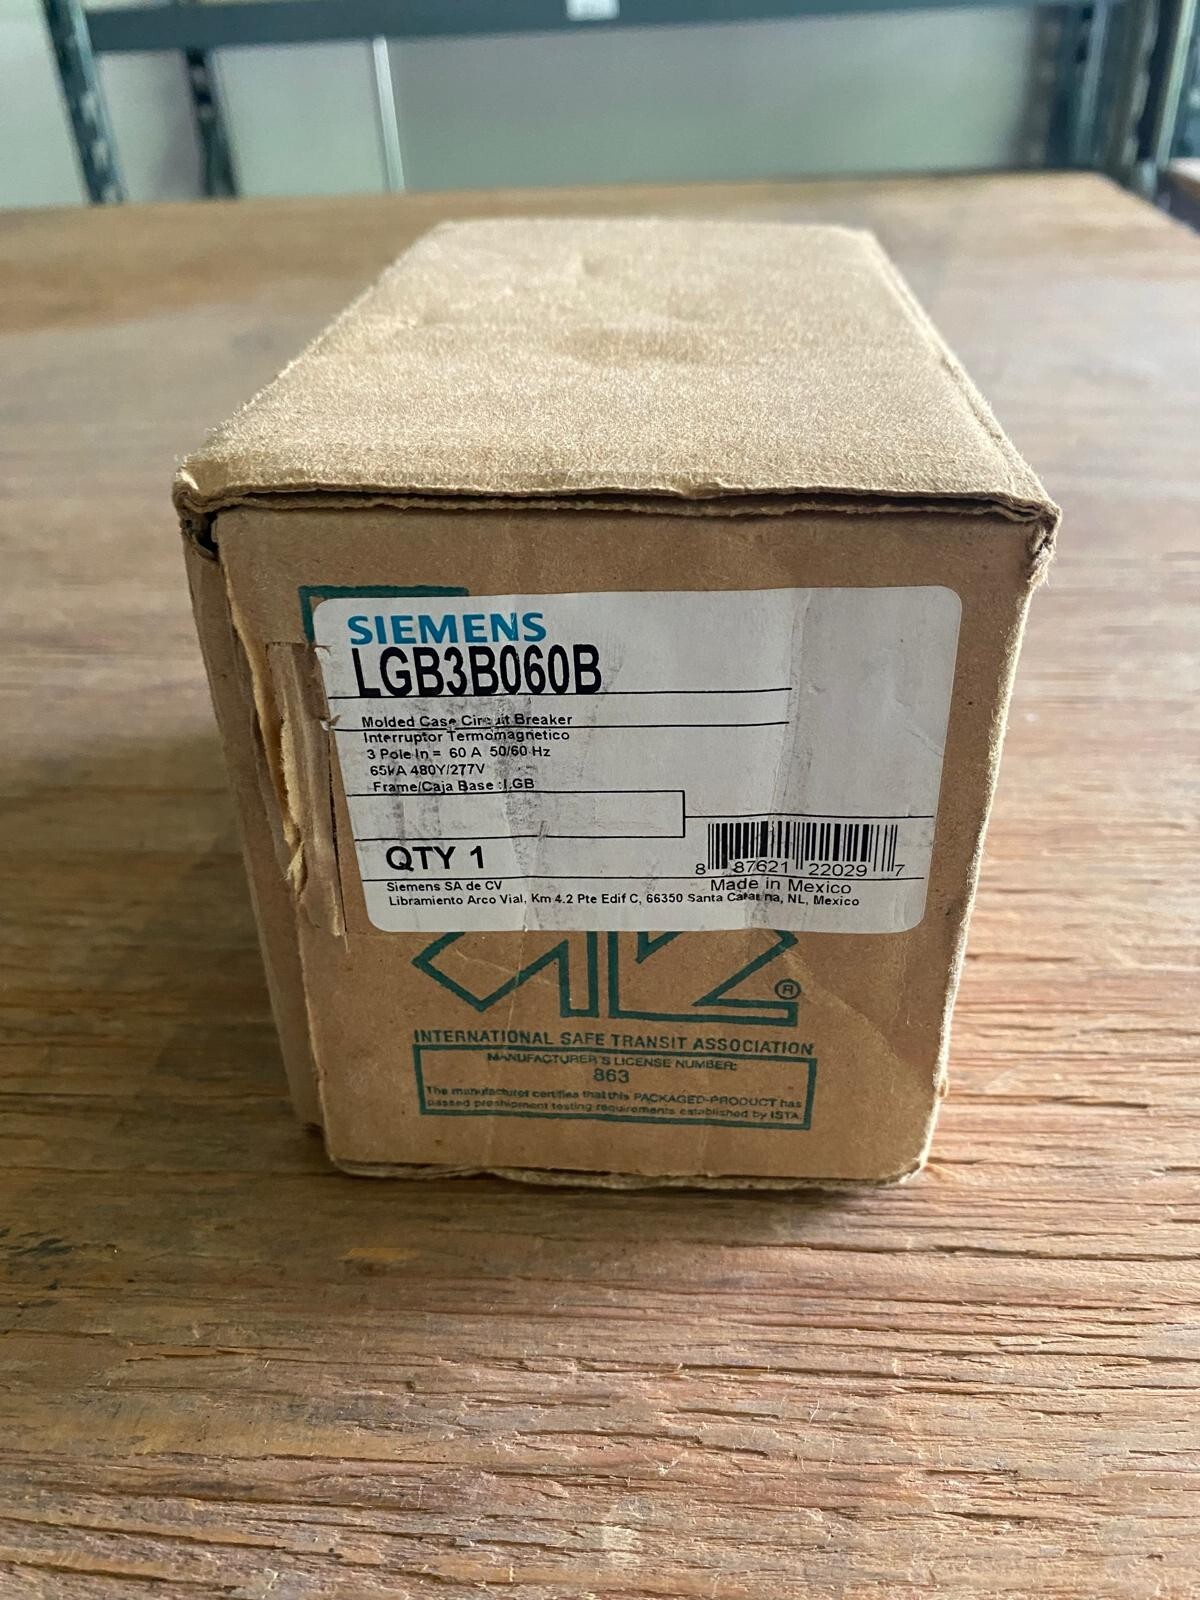 SIEMENS
LGB3B060B
Molded Case Circuit Breaker
Interruptor Termomagnetico
3 Pole In = 60 A 50/60 Hz
65kA 480Y/277V
Frame/Caja Base :LGB
QTY 1
8 87621 22029 7
Made in Mexico
Siemens SA de CV
Libramiento Arco Vial, Km 4.2 Pte Edif C, 66350 Santa Catarina, NL, Mexico
®
INTERNATIONAL SAFE TRANSIT ASSOCIATION
MANUFACTURER'S LICENSE NUMBER:
863
The manufacturer certifies that this PACKAGED-PRODUCT has
passed preshipment testing requirements established by ISTA.